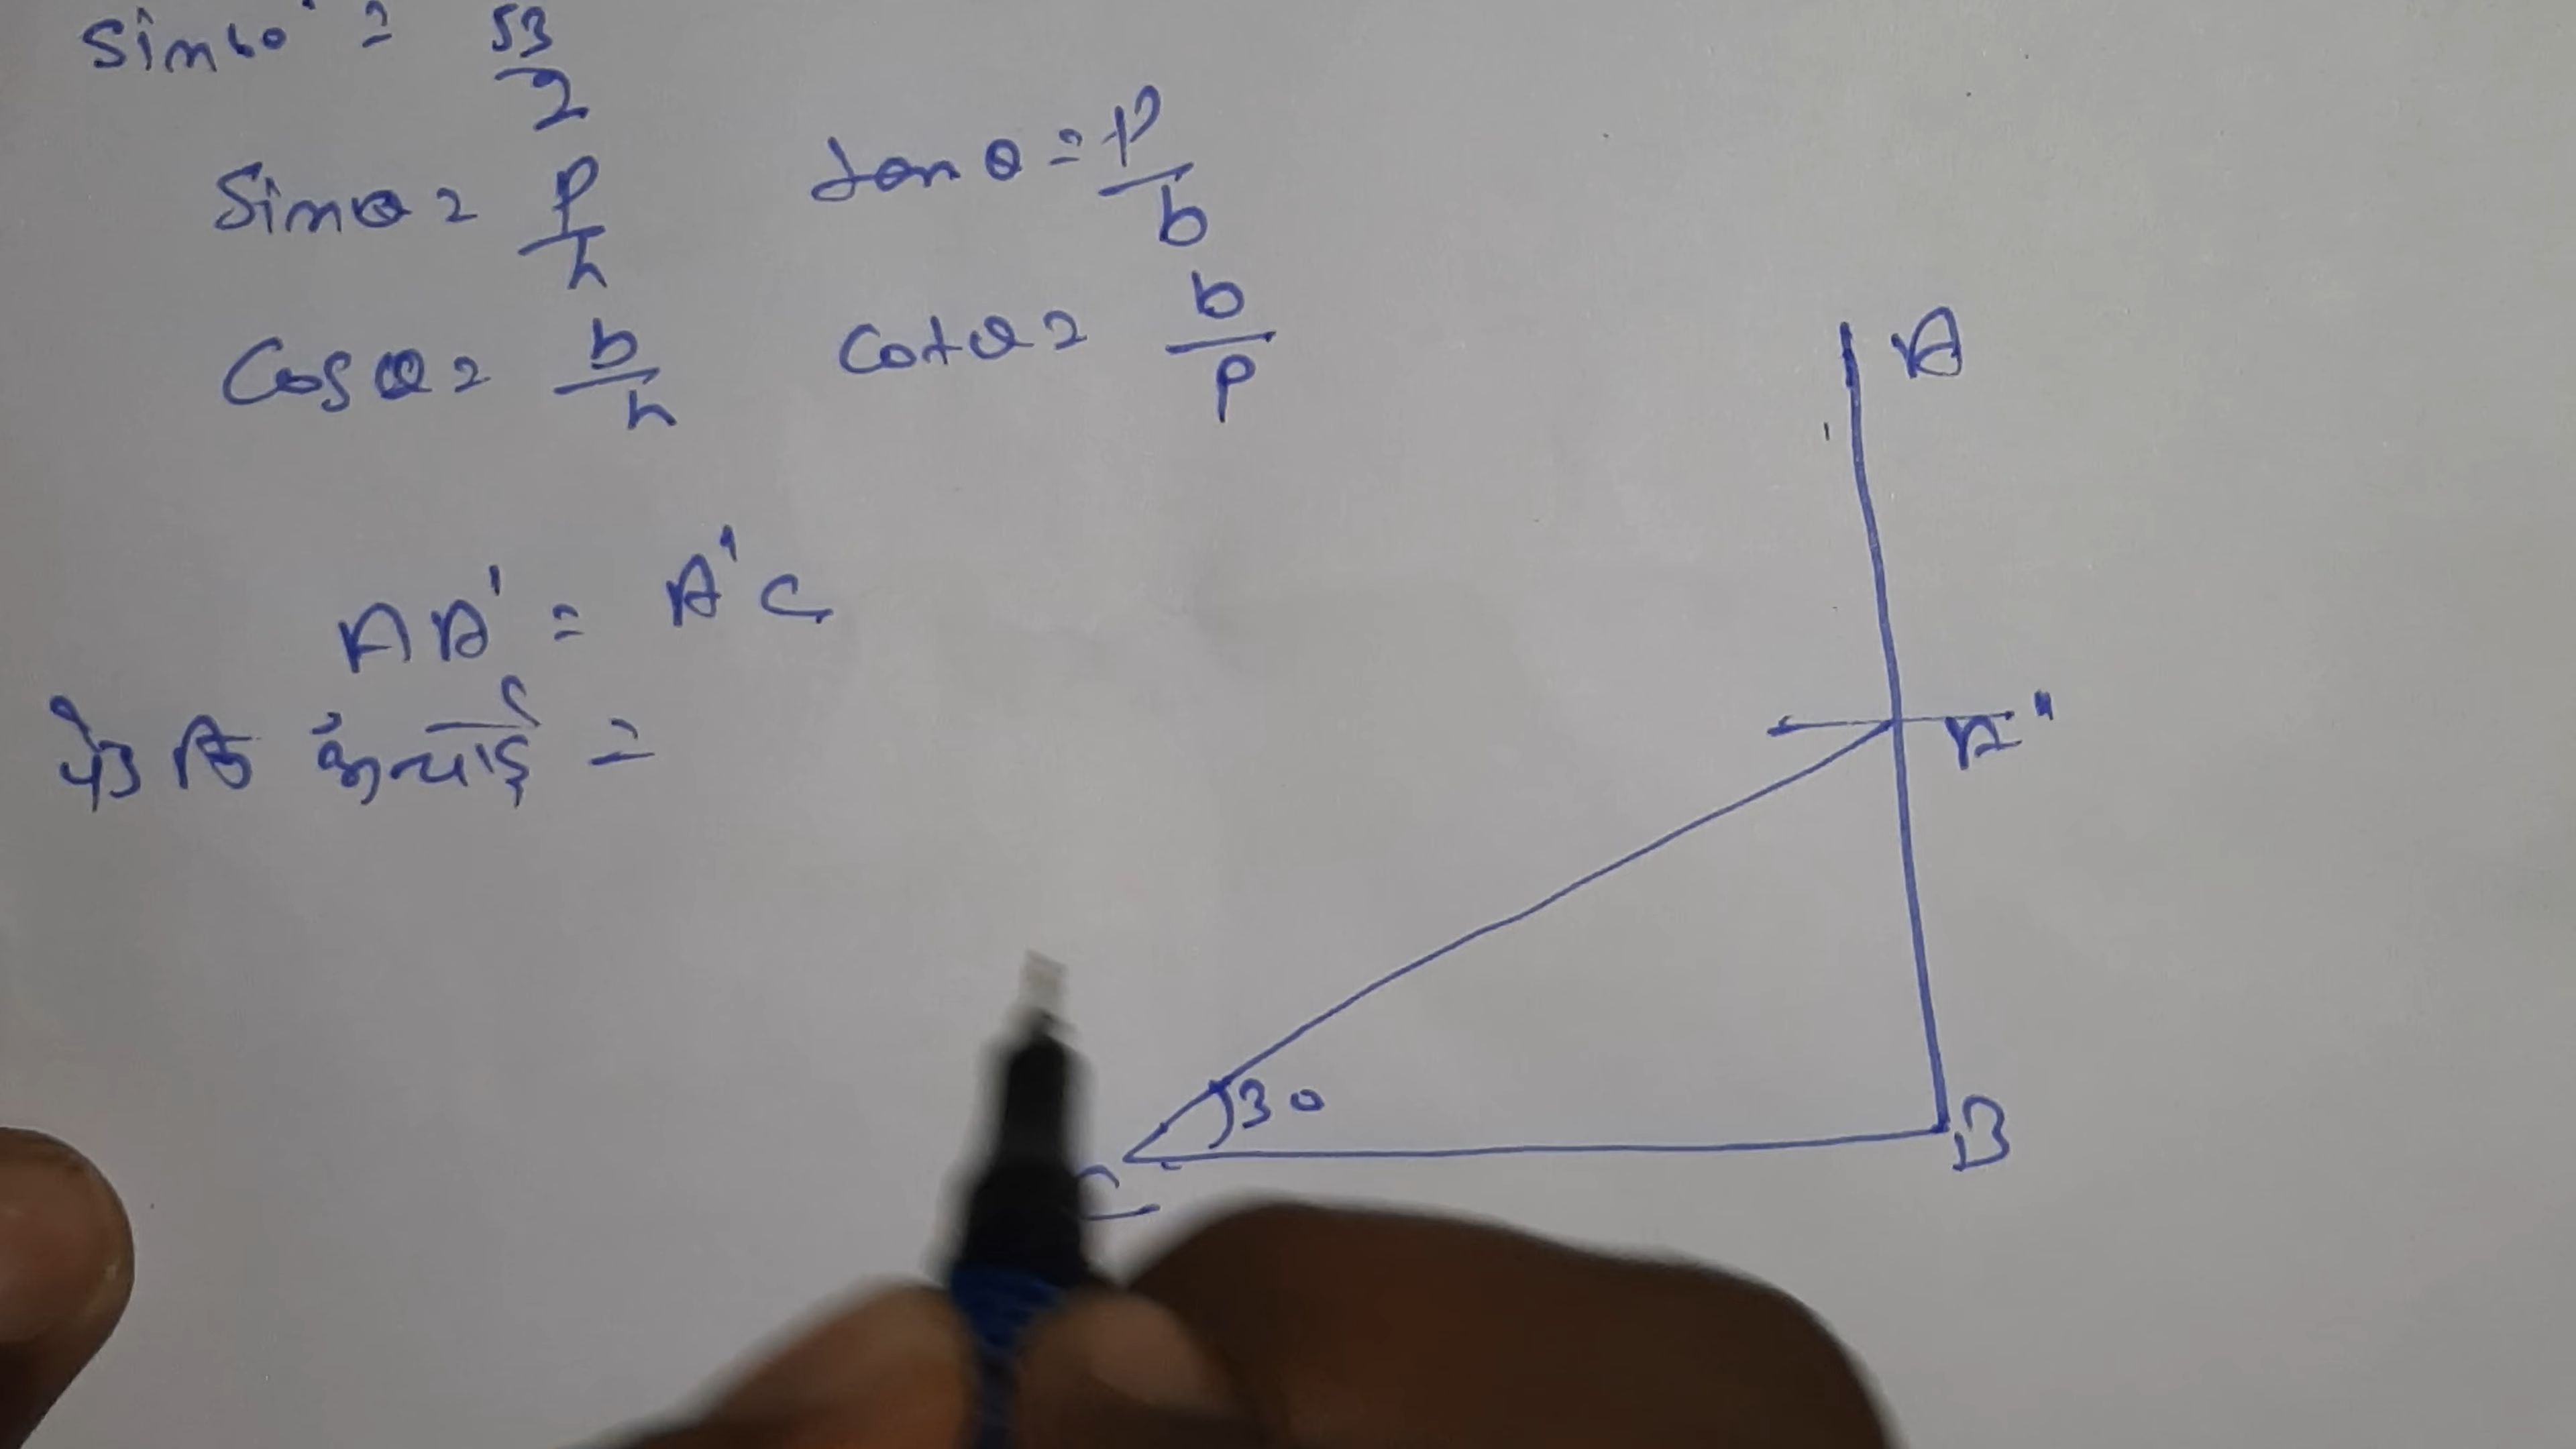 Sin60° = √3/2
Sinθ = p/h
tanθ = p/b
Cosθ = b/h
Cotθ = b/p
AA' = A'C
पेड कि ऊँचाई =
A
A'
30
B
C